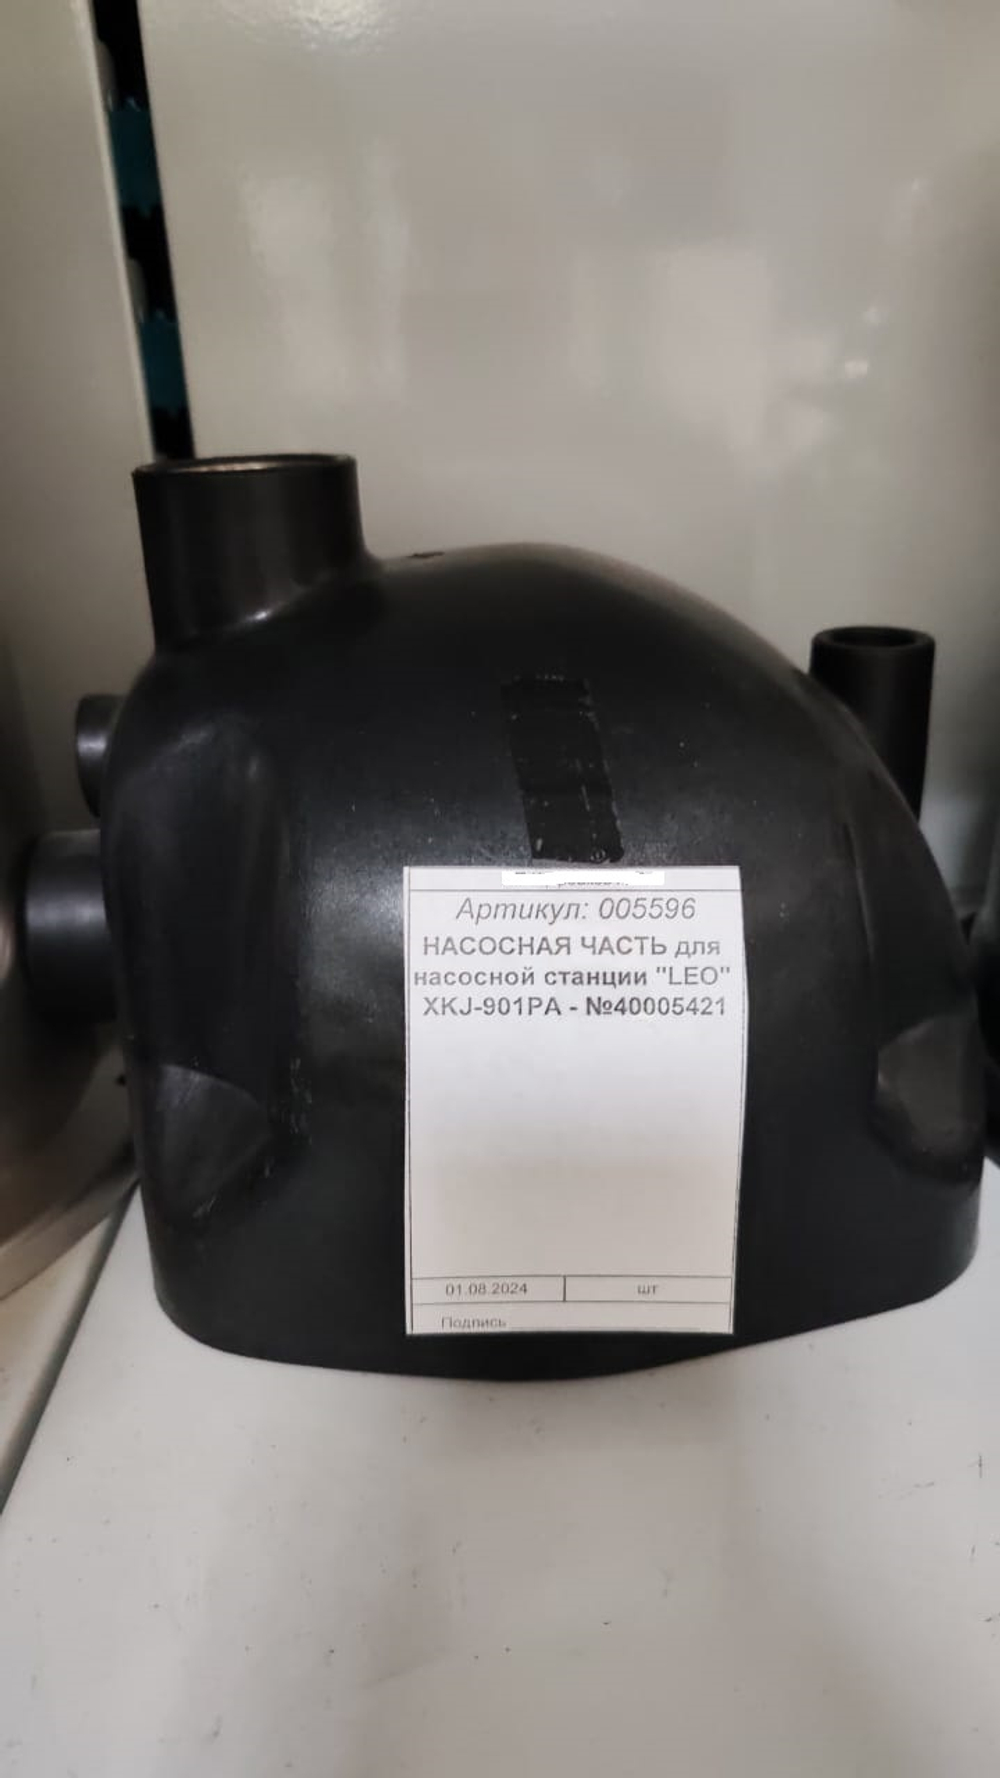 Артикул: 005596
НАСОСНАЯ ЧАСТЬ для
насосной станции "LEO"
XKJ-901PA - №40005421
01.08.2024 шт
Подпись